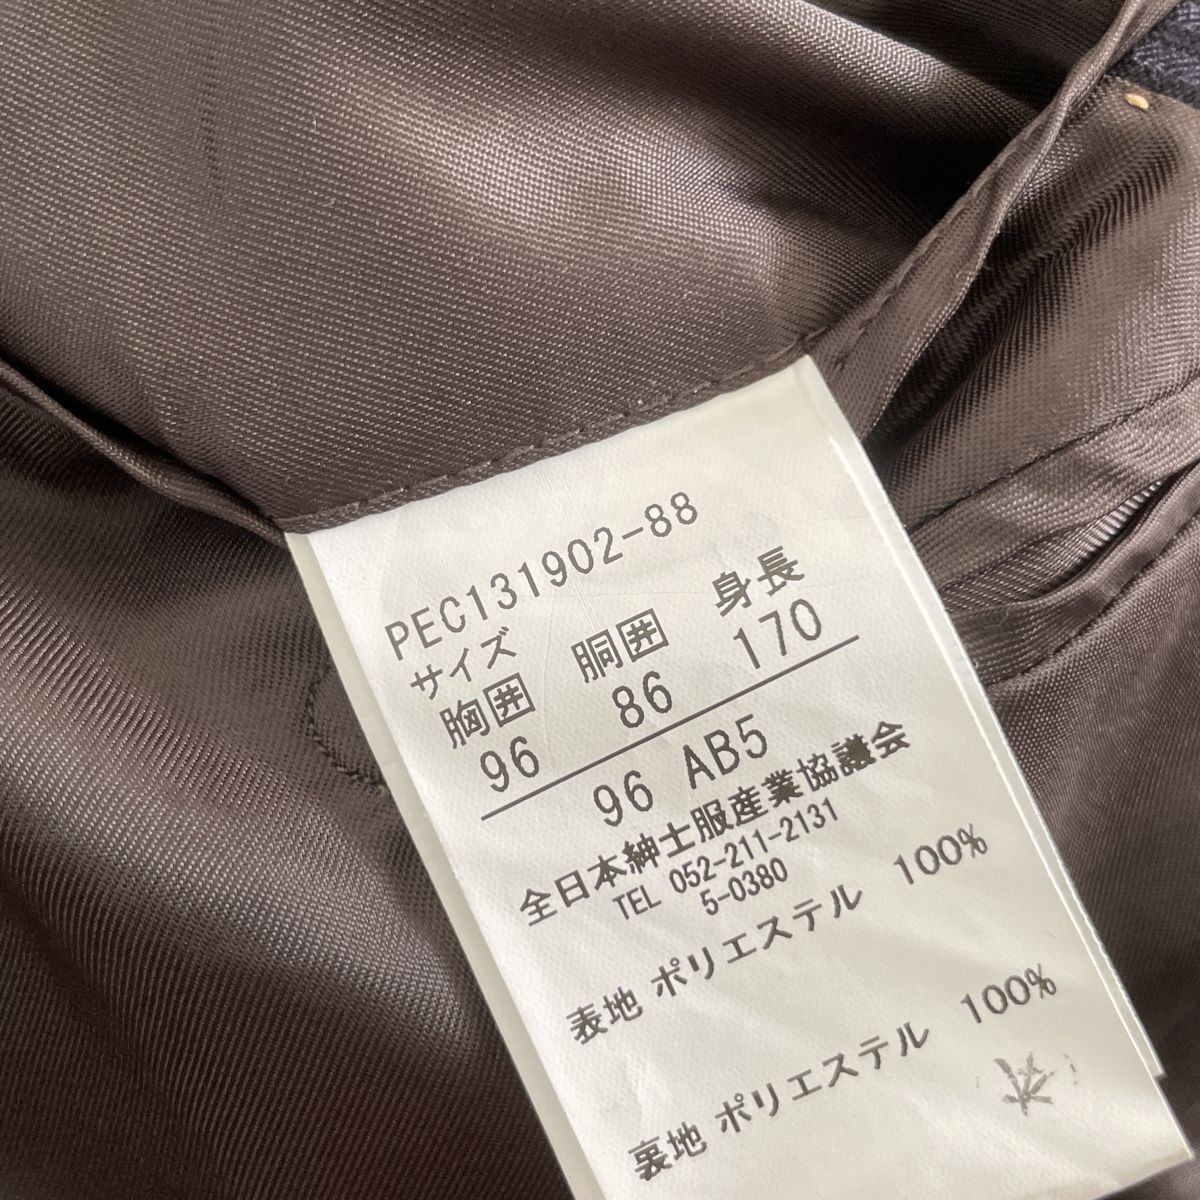 PEC131902-88
サイズ
胸囲 胴囲 身長
96 86 170
96 AB5
全日本紳士服産業協議会
TEL 052-211-2131
5-0380
表地 ポリエステル 100%
裏地 ポリエステル 100%